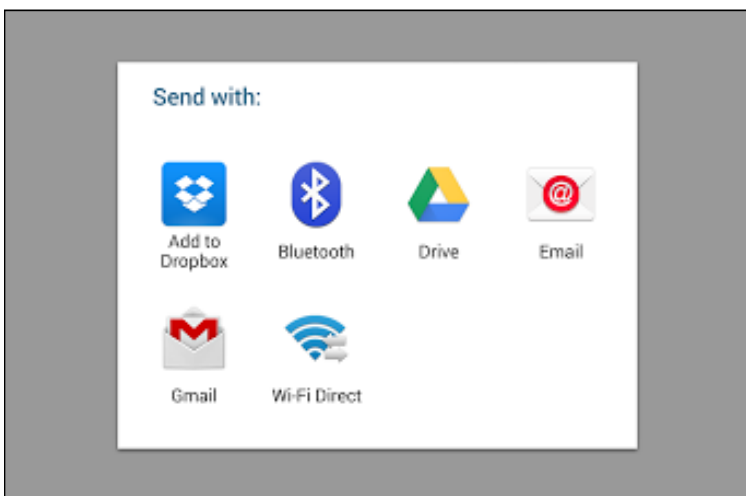 Send with:
Add to
Dropbox
Bluetooth
Drive
@
Email
Gmail
Wi-Fi Direct